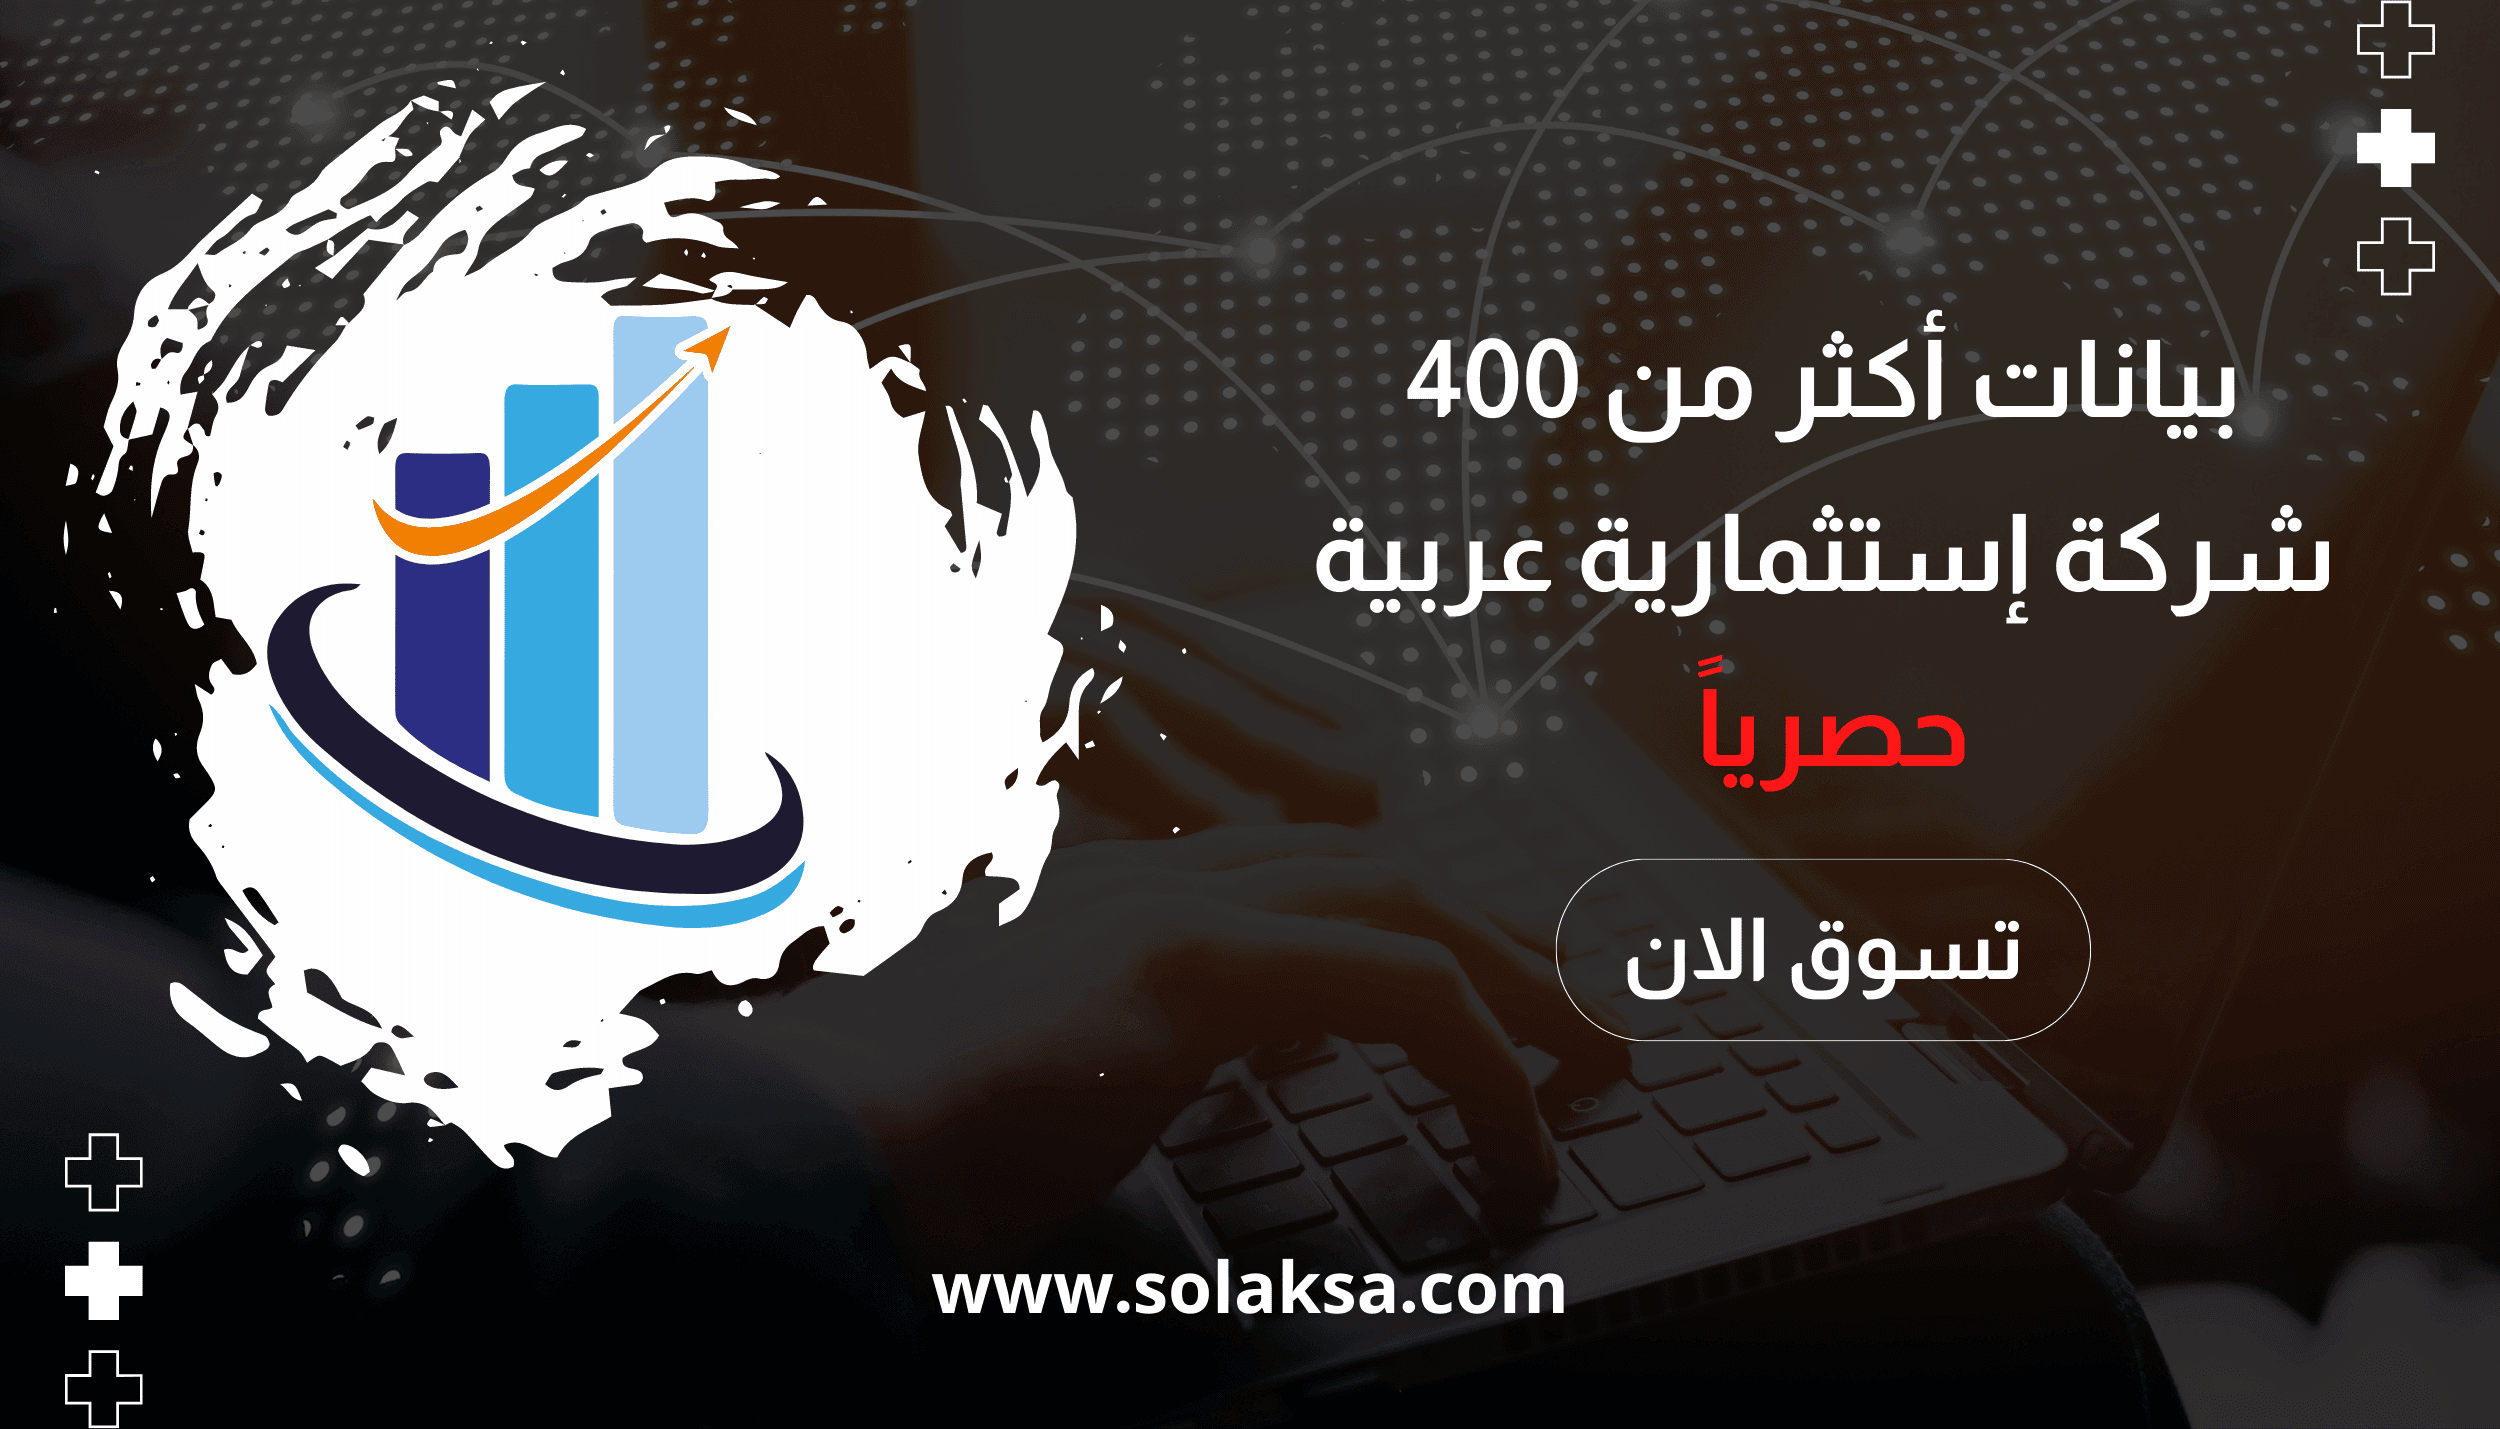 بيانات أكثر من 400
شركة إستثمارية عربية
حصرياً
تسوق الان
www.solaksa.com